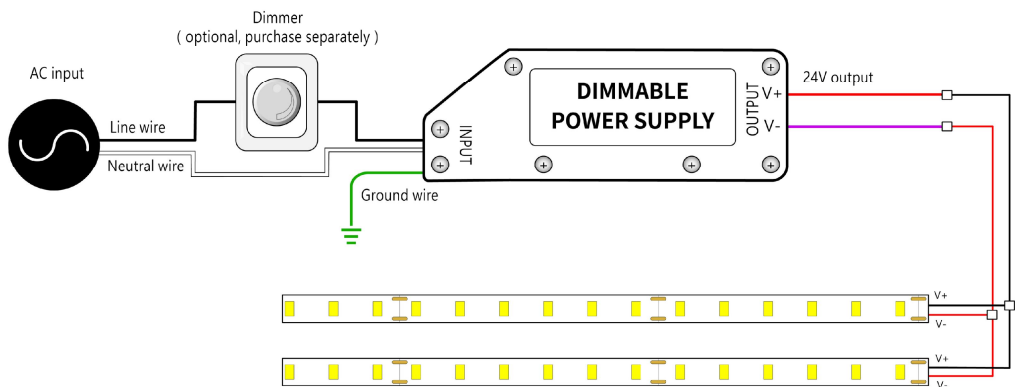 Dimmer
( optional, purchase separately )
AC input
Line wire
Neutral wire
INPUT
Ground wire
DIMMABLE
POWER SUPPLY
OUTPUT
V+
V-
24V output
V+
V-
V+
V-